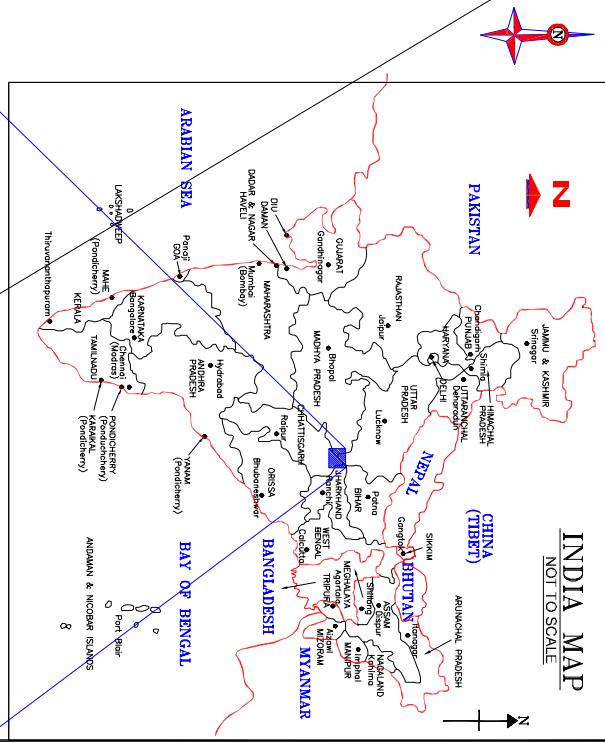 INDIA MAP
NOT TO SCALE
N
N
N
JAMMU & KASHMIR
Srinagar
HIMACHAL
PRADESH
Shimla
Chandigarh
PUNJAB
UTTARANCHAL
Dehradoun
HARYANA
DELHI
PAKISTAN
CHINA
(TIBET)
NEPAL
BHUTAN
SIKKIM
Gangtok
ARUNACHAL PRADESH
Itanagar
ASSAM
Dispur
NAGALAND
Kohima
MEGHALAYA
Shillong
MANIPUR
Imphal
Agartala
TRIPURA
Aizawl
MIZORAM
MYANMAR
BANGLADESH
RAJASTHAN
Jaipur
UTTAR
PRADESH
Lucknow
BIHAR
Patna
JHARKHAND
Ranchi
WEST
BENGAL
Calcutta
GUJARAT
Gandhinagar
MADHYA PRADESH
Bhopal
CHHATTISGARH
Raipur
ORISSA
Bhubaneshwar
DIU
DAMAN
DADAR & NAGAR
HAVELI
MAHARASHTRA
Mumbai
(Bombay)
Hydrabad
ANDHRA
PRADESH
YANAM
(Pondicherry)
ARABIAN SEA
BAY OF BENGAL
Panaji
GOA
KARNATAKA
Bangalore
Chennai
(Madras)
LAKSHADWEEP
MAHE
(Pondicherry)
KERALA
TAMILNADU
PONDICHERRY
(Ponduchchery)
KARAIKAL
(Pondicherry)
Thiruvananthapuram
Port Blair
ANDAMAN & NICOBAR ISLANDS